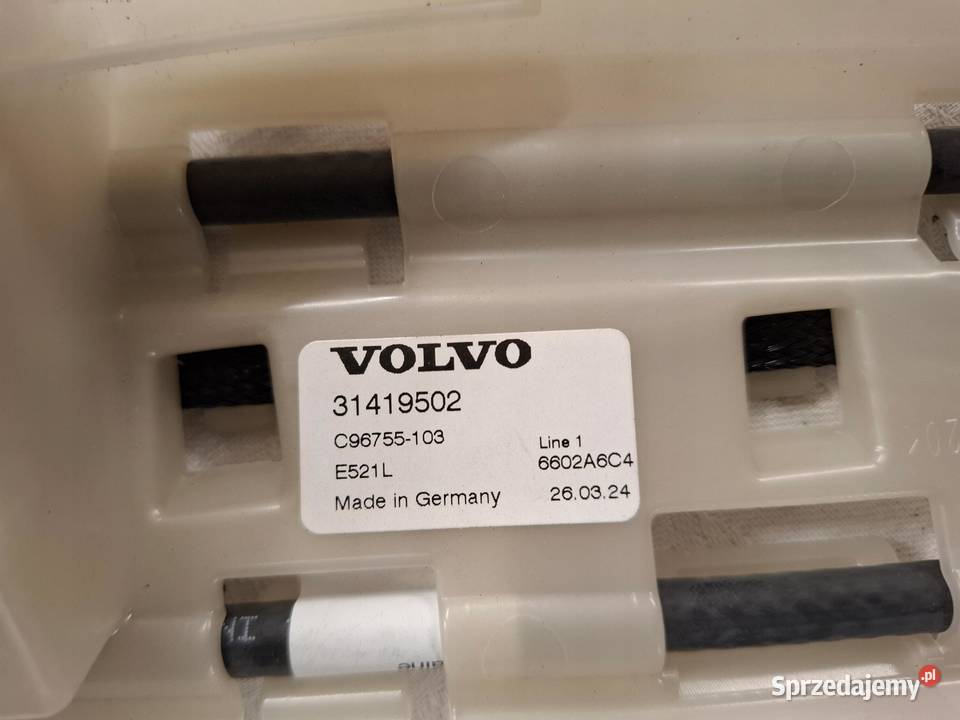 VOLVO
31419502
C96755-103
Line 1
E521L
6602A6C4
Made in Germany
26.03.24
Sprzedajemy.pl